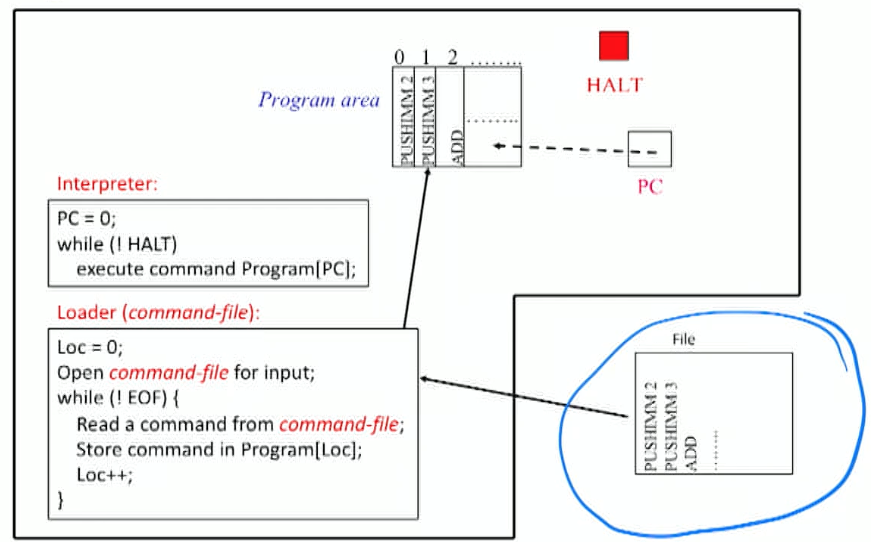 0 1 2 ........
HALT
Program area
PUSHIMM 2
PUSHIMM 3
ADD
........
PC
Interpreter:
PC = 0;
while (! HALT)
execute command Program[PC];
Loader (command-file):
Loc = 0;
Open command-file for input;
while (! EOF) {
Read a command from command-file;
Store command in Program[Loc];
Loc++;
}
File
PUSHIMM 2
PUSHIMM 3
ADD
........